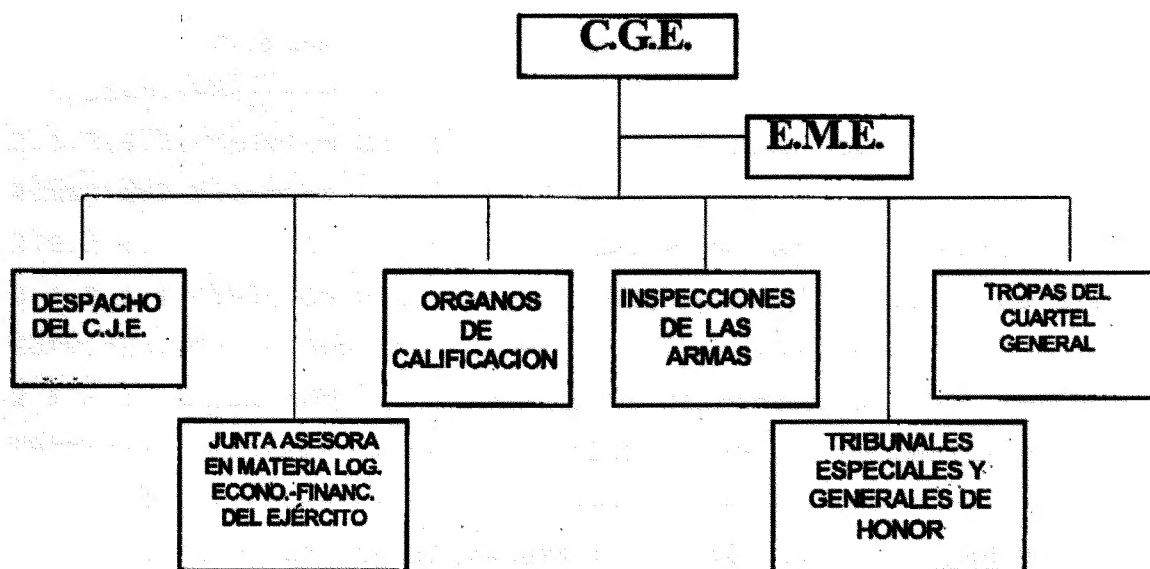 C.G.E.
E.M.E.
DESPACHO
DEL C.J.E.
ORGANOS
DE
CALIFICACION
INSPECCIONES
DE LAS
ARMAS
TROPAS DEL
CUARTEL
GENERAL
JUNTA ASESORA
EN MATERIA LOG.
ECONO.-FINANC.
DEL EJÉRCITO
TRIBUNALES
ESPECIALES Y
GENERALES DE
HONOR